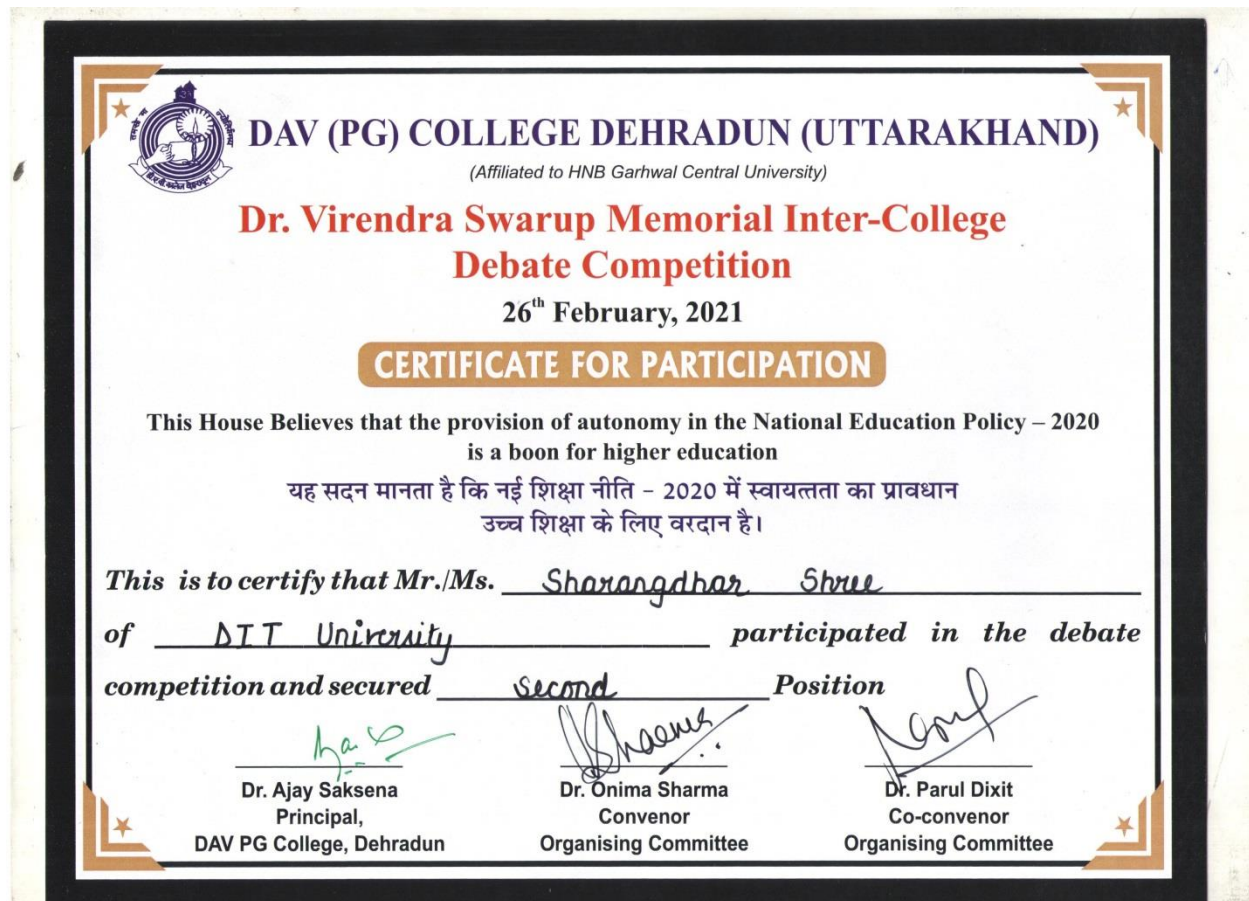 DAV (PG) COLLEGE DEHRADUN (UTTARAKHAND)
(Affiliated to HNB Garhwal Central University)
Dr. Virendra Swarup Memorial Inter-College
Debate Competition
26th February, 2021
CERTIFICATE FOR PARTICIPATION
This House Believes that the provision of autonomy in the National Education Policy – 2020
is a boon for higher education
यह सदन मानता है कि नई शिक्षा नीति - 2020 में स्वायत्तता का प्रावधान
उच्च शिक्षा के लिए वरदान है।
This is to certify that Mr./Ms. Sharangdhar Shree
of DIT University participated in the debate
competition and secured second Position
Dr. Ajay Saksena
Principal,
DAV PG College, Dehradun
Dr. Onima Sharma
Convenor
Organising Committee
Dr. Parul Dixit
Co-convenor
Organising Committee